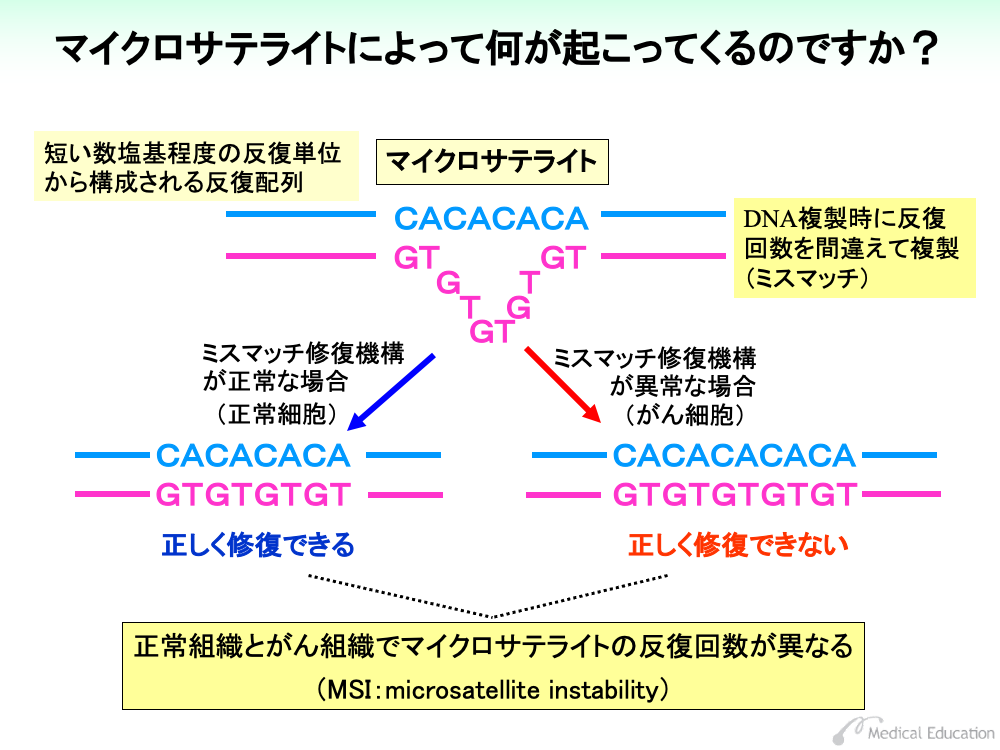 マイクロサテライトによって何が起こってくるのですか？
短い数塩基程度の反復単位
から構成される反復配列
マイクロサテライト
CACACACA
GT
GT
G
T
T
G
GT
DNA複製時に反復
回数を間違えて複製
（ミスマッチ）
ミスマッチ修復機構
が正常な場合
（正常細胞）
ミスマッチ修復機構
が異常な場合
（がん細胞）
CACACACA
GTGTGTGT
正しく修復できる
CACACACACA
GTGTGTGTGT
正しく修復できない
正常組織とがん組織でマイクロサテライトの反復回数が異なる
（MSI：microsatellite instability）
Medical Education